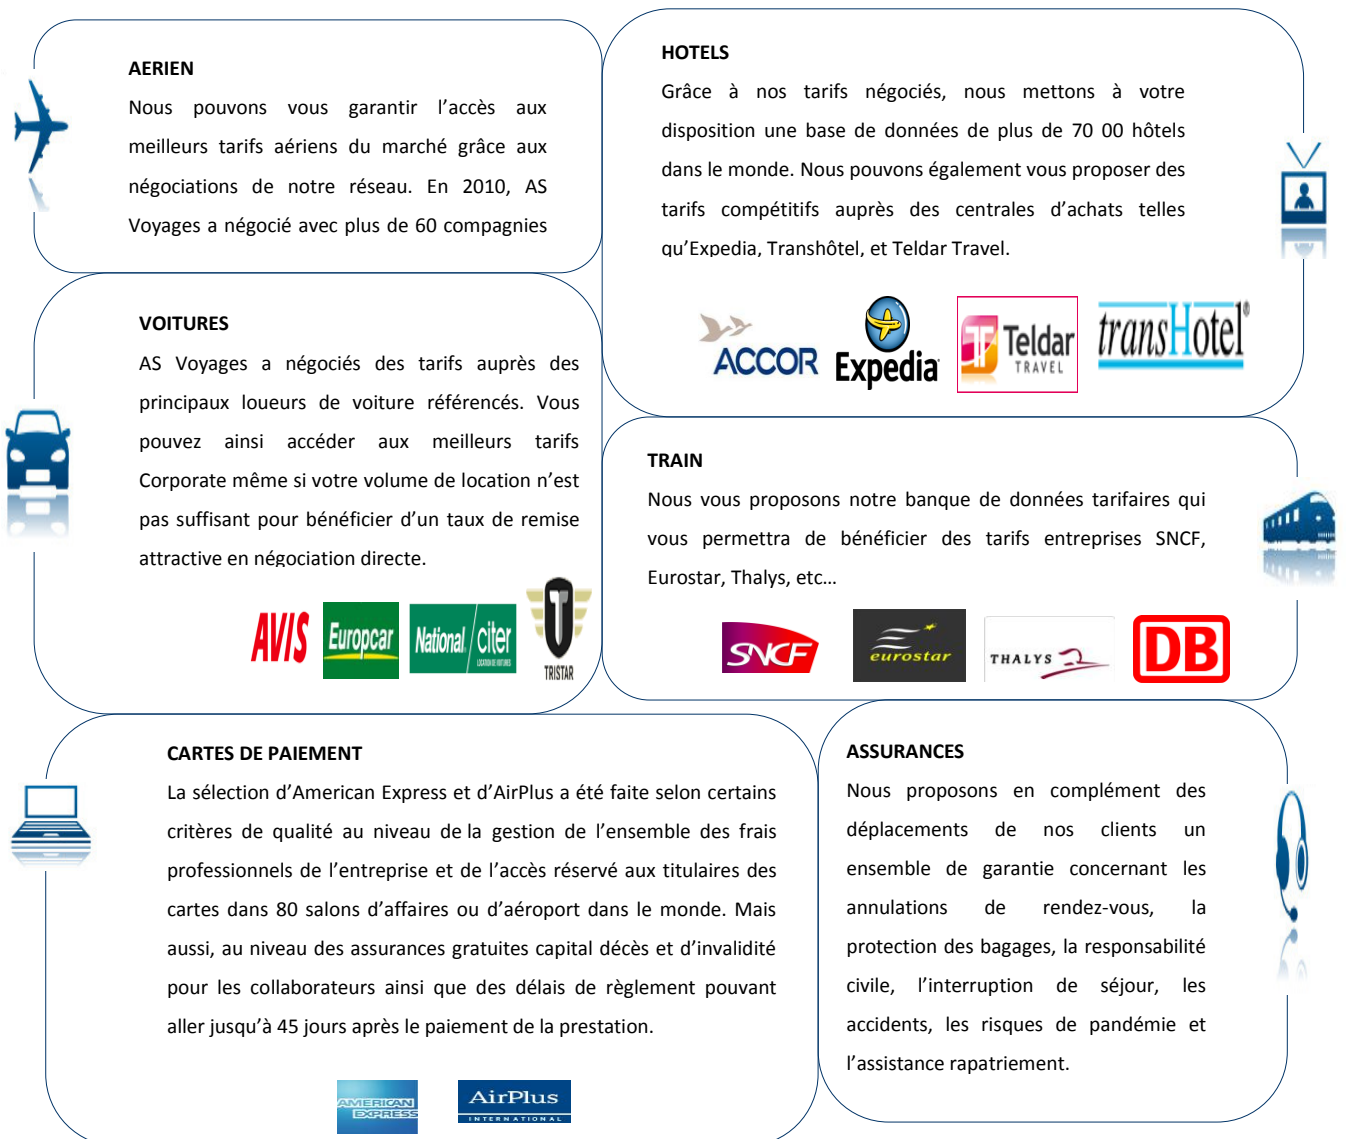 AERIEN
Nous pouvons vous garantir l’accès aux
meilleurs tarifs aériens du marché grâce aux
négociations de notre réseau. En 2010, AS
Voyages a négocié avec plus de 60 compagnies
HOTELS
Grâce à nos tarifs négociés, nous mettons à votre
disposition une base de données de plus de 70 00 hôtels
dans le monde. Nous pouvons également vous proposer des
tarifs compétitifs auprès des centrales d’achats telles
qu’Expedia, Transhôtel, et Teldar Travel.
ACCOR
Expedia
Teldar
TRAVEL
transHotel®
VOITURES
AS Voyages a négociés des tarifs auprès des
principaux loueurs de voiture référencés. Vous
pouvez ainsi accéder aux meilleurs tarifs
Corporate même si votre volume de location n’est
pas suffisant pour bénéficier d’un taux de remise
attractive en négociation directe.
AVIS
Europcar
National/citer
LOCATION DE VOITURES
T
TRISTAR
TRAIN
Nous vous proposons notre banque de données tarifaires qui
vous permettra de bénéficier des tarifs entreprises SNCF,
Eurostar, Thalys, etc…
SNCF
eurostar
THALYS
DB
CARTES DE PAIEMENT
La sélection d’American Express et d’AirPlus a été faite selon certains
critères de qualité au niveau de la gestion de l’ensemble des frais
professionnels de l’entreprise et de l’accès réservé aux titulaires des
cartes dans 80 salons d’affaires ou d’aéroport dans le monde. Mais
aussi, au niveau des assurances gratuites capital décès et d’invalidité
pour les collaborateurs ainsi que des délais de règlement pouvant
aller jusqu’à 45 jours après le paiement de la prestation.
AMERICAN
EXPRESS
AirPlus
INTERNATIONAL
ASSURANCES
Nous proposons en complément des
déplacements de nos clients un
ensemble de garantie concernant les
annulations de rendez-vous, la
protection des bagages, la responsabilité
civile, l’interruption de séjour, les
accidents, les risques de pandémie et
l’assistance rapatriement.